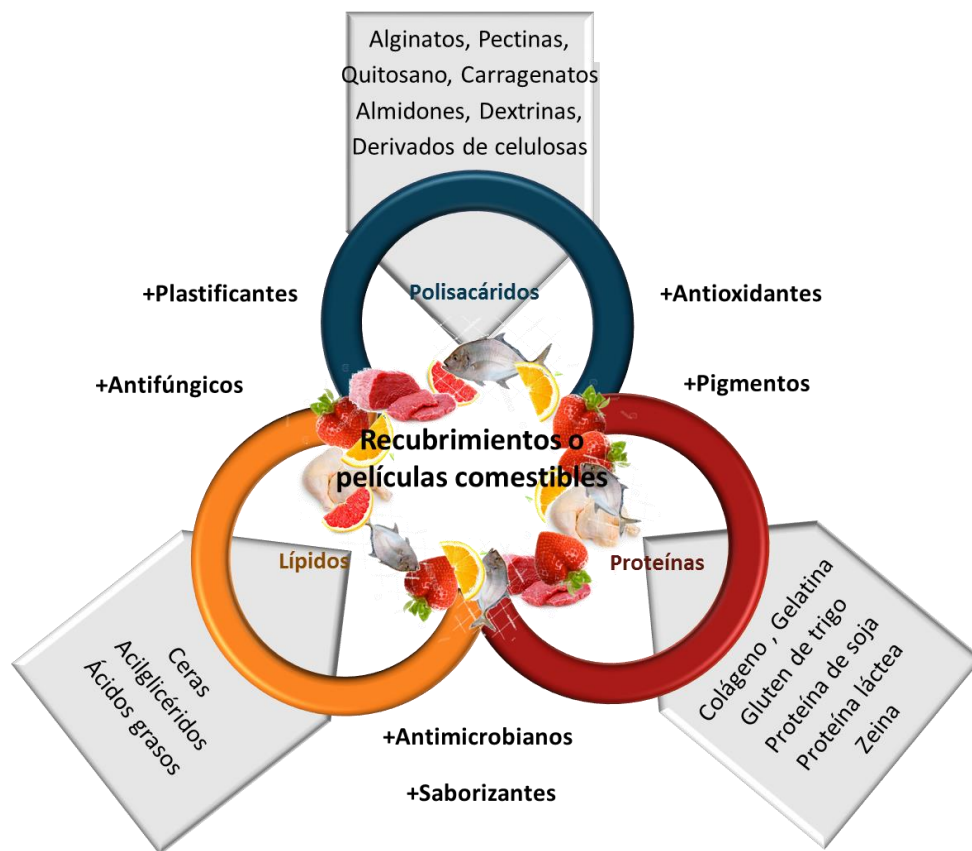 Alginatos, Pectinas,
Quitosano, Carragenatos
Almidones, Dextrinas,
Derivados de celulosas
+Plastificantes
Polisacáridos
+Antioxidantes
+Antifúngicos
+Pigmentos
Recubrimientos o
películas comestibles
Lípidos
Proteínas
Ceras
Acilglicéridos
Ácidos grasos
Colágeno , Gelatina
Gluten de trigo
Proteína de soja
Proteína láctea
Zeina
+Antimicrobianos
+Saborizantes